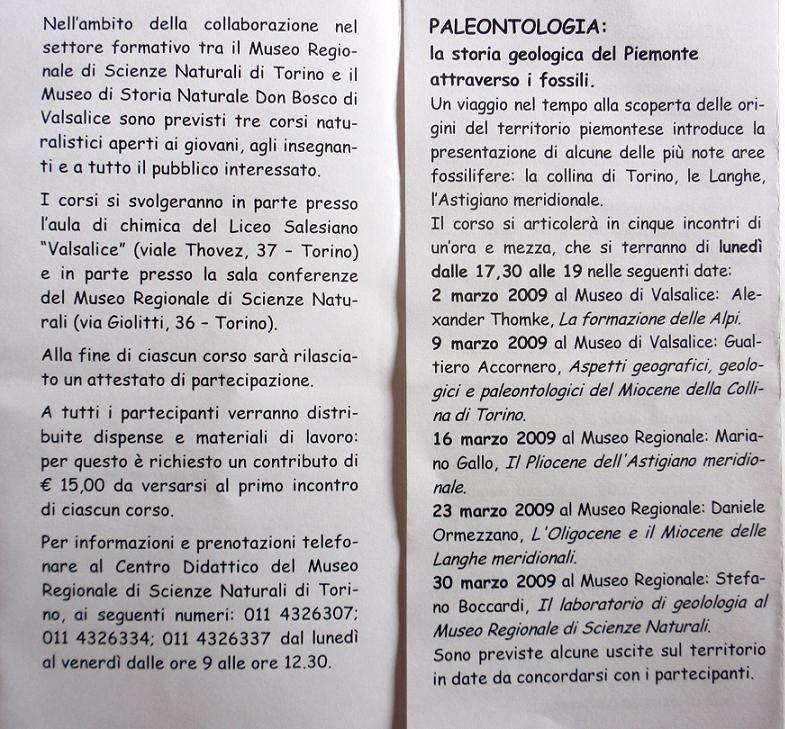 Nell'ambito della collaborazione nel
settore formativo tra il Museo Regio-
nale di Scienze Naturali di Torino e il
Museo di Storia Naturale Don Bosco di
Valsalice sono previsti tre corsi natu-
ralistici aperti ai giovani, agli insegnan-
ti e a tutto il pubblico interessato.
I corsi si svolgeranno in parte presso
l'aula di chimica del Liceo Salesiano
"Valsalice" (viale Thovez, 37 – Torino)
e in parte presso la sala conferenze
del Museo Regionale di Scienze Natu-
rali (via Giolitti, 36 – Torino).
Alla fine di ciascun corso sarà rilascia-
to un attestato di partecipazione.
A tutti i partecipanti verranno distri-
buite dispense e materiali di lavoro:
per questo è richiesto un contributo di
€ 15,00 da versarsi al primo incontro
di ciascun corso.
Per informazioni e prenotazioni telefo-
nare al Centro Didattico del Museo
Regionale di Scienze Naturali di Tori-
no, ai seguenti numeri: 011 4326307;
011 4326334; 011 4326337 dal lunedì
al venerdì dalle ore 9 alle ore 12.30.
PALEONTOLOGIA:
la storia geologica del Piemonte
attraverso i fossili.
Un viaggio nel tempo alla scoperta delle ori-
gini del territorio piemontese introduce la
presentazione di alcune delle più note aree
fossilifere: la collina di Torino, le Langhe,
l'Astigiano meridionale.
Il corso si articolerà in cinque incontri di
un'ora e mezza, che si terranno di lunedì
dalle 17,30 alle 19 nelle seguenti date:
2 marzo 2009 al Museo di Valsalice: Ale-
xander Thomke, La formazione delle Alpi.
9 marzo 2009 al Museo di Valsalice: Gual-
tiero Accornero, Aspetti geografici, geolo-
gici e paleontologici del Miocene della Colli-
na di Torino.
16 marzo 2009 al Museo Regionale: Maria-
no Gallo, Il Pliocene dell'Astigiano meridio-
nale.
23 marzo 2009 al Museo Regionale: Daniele
Ormezzano, L'Oligocene e il Miocene delle
Langhe meridionali.
30 marzo 2009 al Museo Regionale: Stefa-
no Boccardi, Il laboratorio di geolologia al
Museo Regionale di Scienze Naturali.
Sono previste alcune uscite sul territorio
in date da concordarsi con i partecipanti.